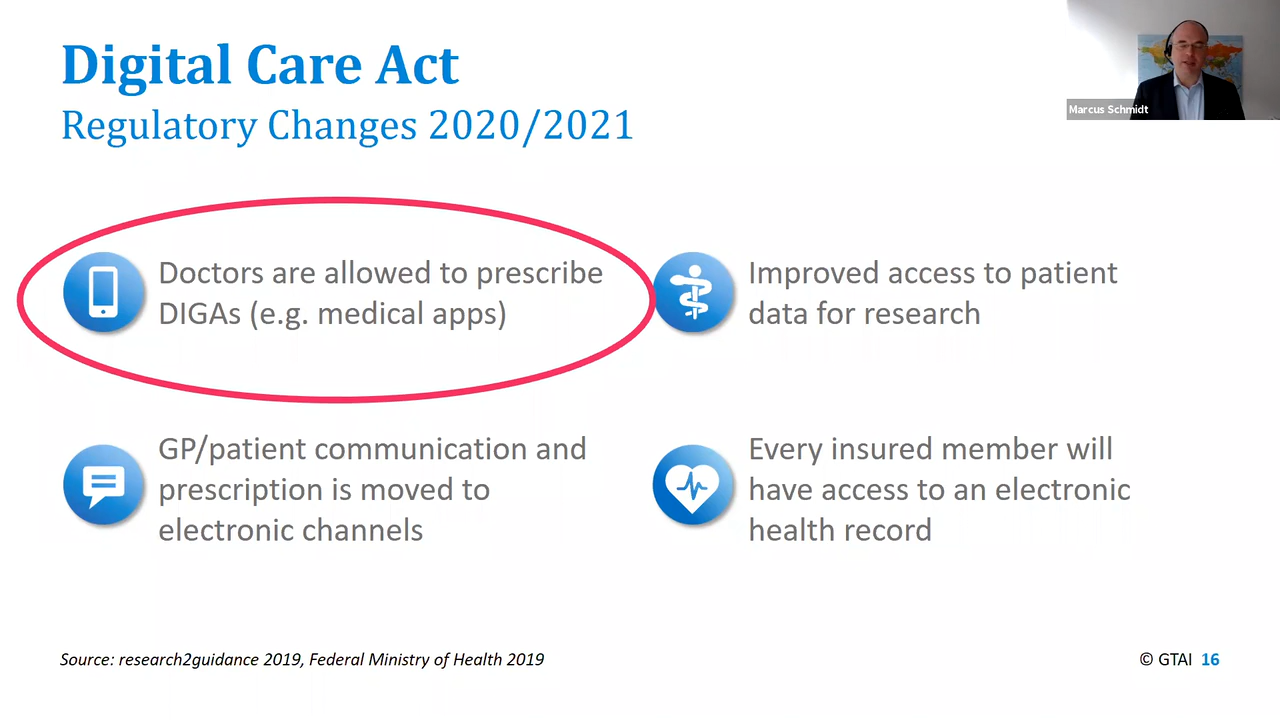 Digital Care Act
Regulatory Changes 2020/2021
Marcus Schmidt
Doctors are allowed to prescribe
DIGAs (e.g. medical apps)
Improved access to patient
data for research
GP/patient communication and
prescription is moved to
electronic channels
Every insured member will
have access to an electronic
health record
Source: research2guidance 2019, Federal Ministry of Health 2019
© GTAI 16